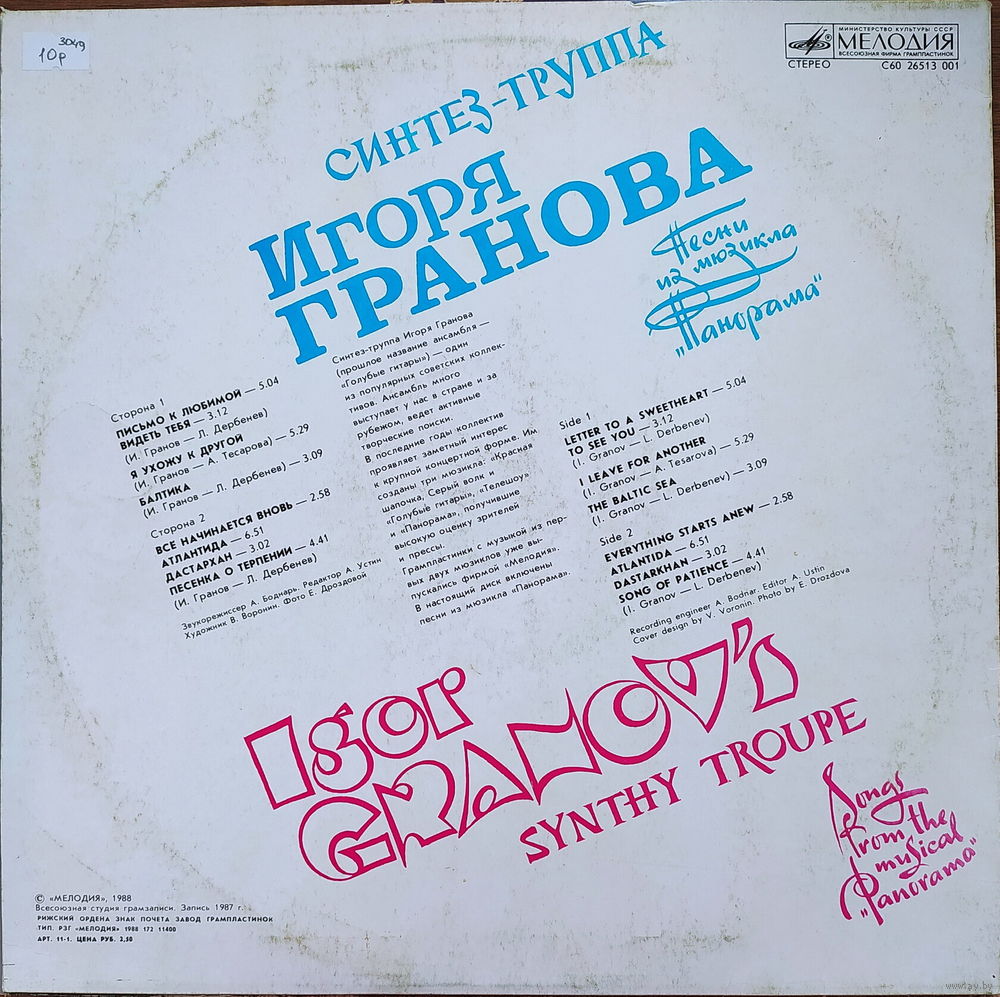 3049
10р
МИНИСТЕРСТВО КУЛЬТУРЫ СССР
МЕЛОДИЯ
ВСЕСОЮЗНАЯ ФИРМА ГРАМПЛАСТИНОК
СТЕРЕО
С60 26513 001
СИНТЕЗ-ТРУППА
ИГОРЯ
ГРАНОВА
Песни
из мюзикла
„Панорама“
Сторона 1
ПИСЬМО К ЛЮБИМОЙ — 5.04
ВИДЕТЬ ТЕБЯ — 3.12
(И. Гранов — Л. Дербенев)
Я УХОЖУ К ДРУГОЙ
(И. Гранов — А. Тесарова) — 5.29
БАЛТИКА
(И. Гранов — Л. Дербенев) — 3.09
Сторона 2
ВСЕ НАЧИНАЕТСЯ ВНОВЬ — 2.58
АТЛАНТИДА — 6.51
ДАСТАРХАН — 3.02
ПЕСЕНКА О ТЕРПЕНИИ — 4.41
(И. Гранов — Л. Дербенев)
Звукорежиссер А. Боднарь. Редактор А. Устин
Художник В. Воронин. Фото Е. Дроздовой
Синтез-труппа Игоря Гранова
(прошлое название ансамбля —
«Голубые гитары») — один
из популярных советских коллек-
тивов. Ансамбль много
выступает у нас в стране и за
рубежом, ведет активные
творческие поиски.
В последние годы коллектив
проявляет заметный интерес
к крупной концертной форме. Им
созданы три мюзикла: «Красная
шапочка, Серый волк и
«Голубые гитары», «Телешоу»
и «Панорама», получившие
высокую оценку зрителей
и прессы.
Грампластинки с музыкой из пер-
вых двух мюзиклов уже вы-
пускались фирмой «Мелодия».
В настоящий диск включены
песни из мюзикла «Панорама».
Side 1
LETTER TO A SWEETHEART — 5.04
TO SEE YOU — 3.12
(I. Granov — L. Derbenev)
I LEAVE FOR ANOTHER
(I. Granov — A. Tesarova) — 5.29
THE BALTIC SEA
(I. Granov — L. Derbenev) — 3.09
Side 2
EVERYTHING STARTS ANEW — 2.58
ATLANTIDA — 6.51
DASTARKHAN — 3.02
SONG OF PATIENCE — 4.41
(I. Granov — L. Derbenev)
Recording engineer A. Bodnar, Editor A. Ustin
Cover design by V. Voronin. Photo by E. Drozdova
IGOR
GRANOV'S
SYNTHY TROUPE
Songs
from the
musical
„Panorama“
© «МЕЛОДИЯ», 1988
Всесоюзная студия грамзаписи. Запись 1987 г.
РИЖСКИЙ ОРДЕНА ЗНАК ПОЧЕТА ЗАВОД ГРАМПЛАСТИНОК
ТИП. РЗГ «МЕЛОДИЯ» 1988 172 11400
АРТ. 11-1. ЦЕНА РУБ. 2,50
www.ay.by